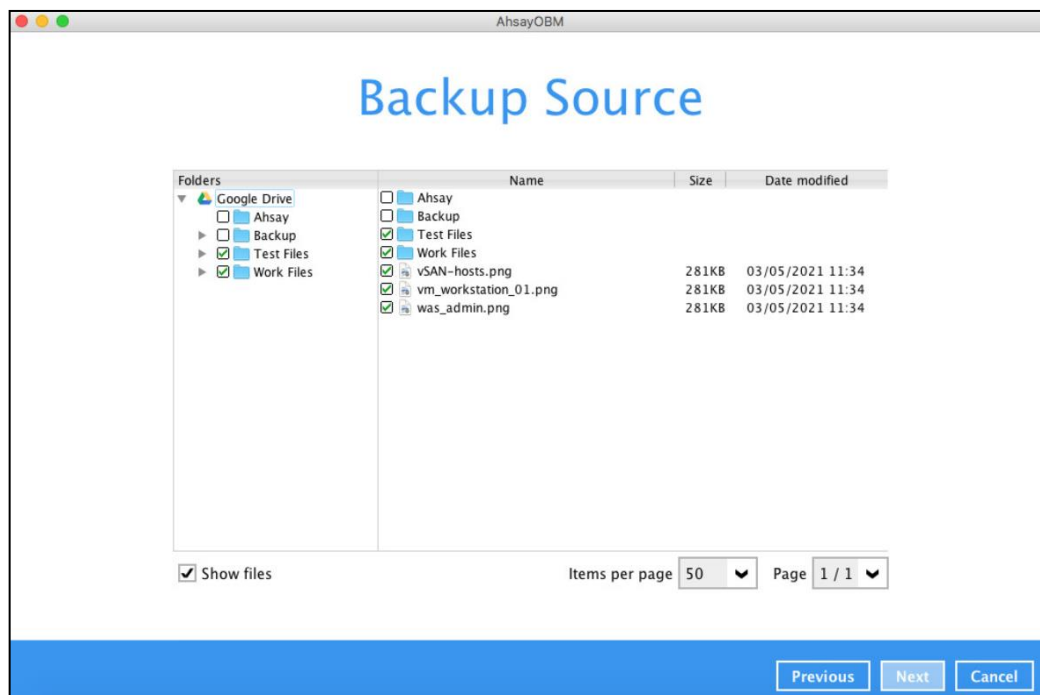 AhsayOBM
Backup Source
Folders
Google Drive
Ahsay
Backup
Test Files
Work Files
Name Size Date modified
Ahsay
Backup
Test Files
Work Files
vSAN-hosts.png 281KB 03/05/2021 11:34
vm_workstation_01.png 281KB 03/05/2021 11:34
was_admin.png 281KB 03/05/2021 11:34
Show files Items per page 50 Page 1 / 1
Previous Next Cancel